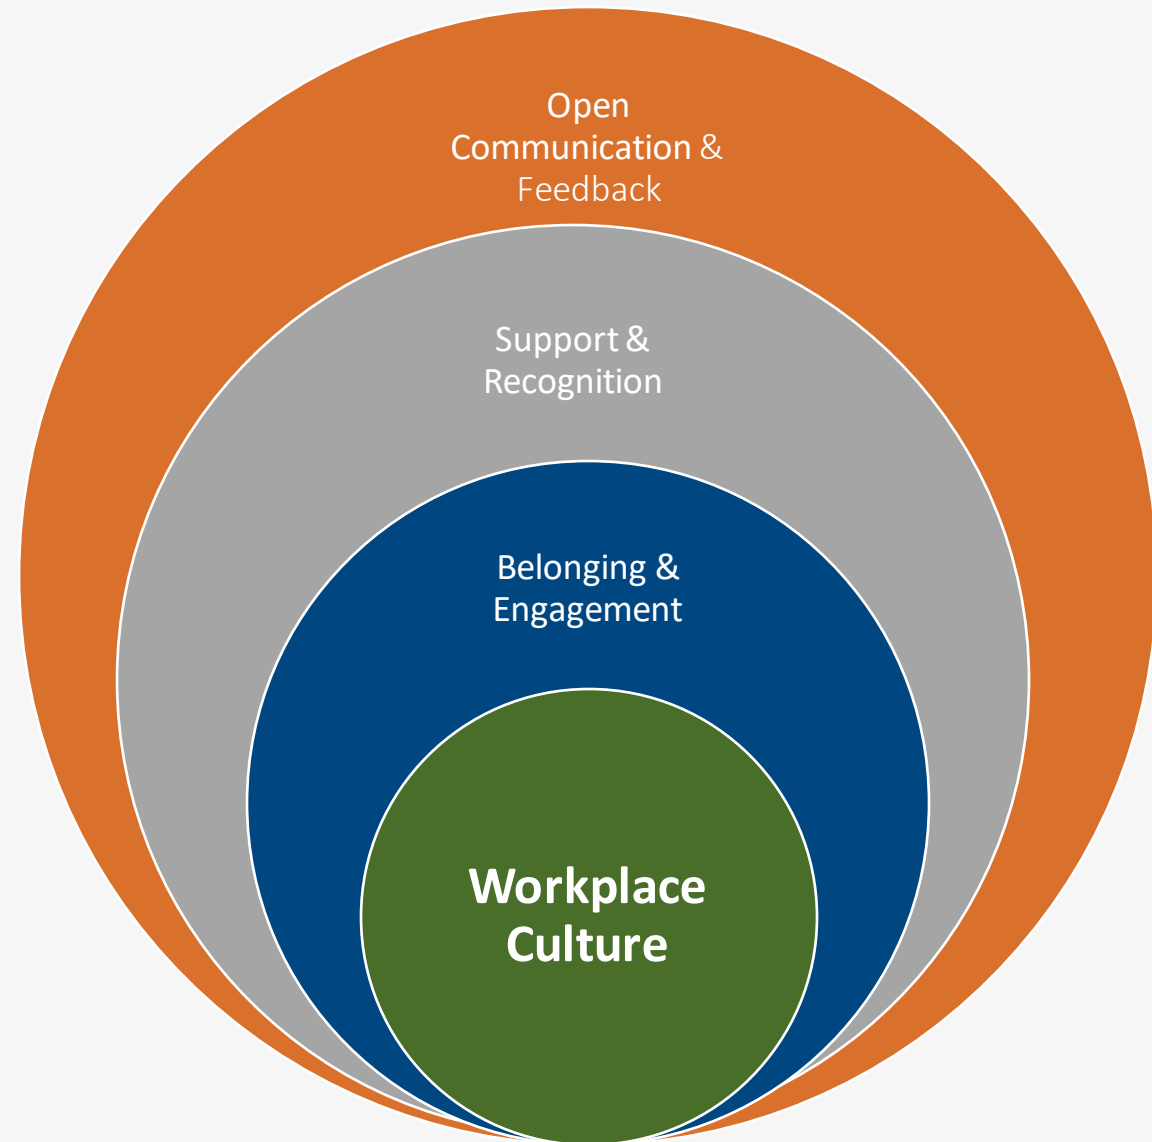 Open
Communication &
Feedback
Support &
Recognition
Belonging &
Engagement
Workplace
Culture